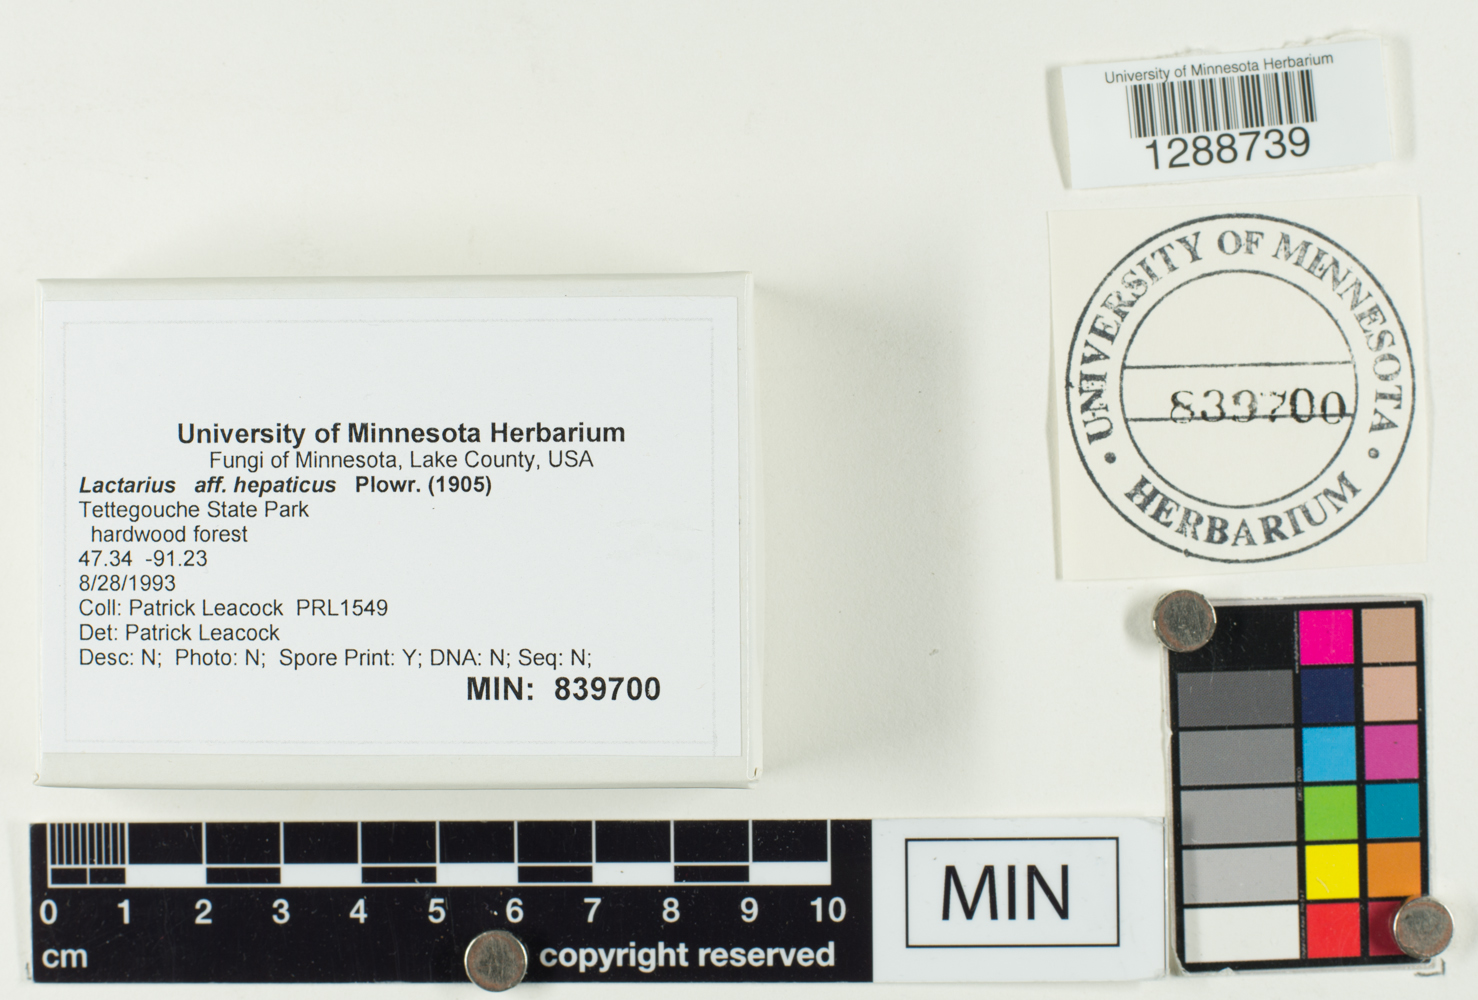 University of Minnesota Herbarium
1288739
UNIVERSITY OF MINNESOTA
839700
• HERBARIUM •
University of Minnesota Herbarium
Fungi of Minnesota, Lake County, USA
Lactarius aff. hepaticus Plowr. (1905)
Tettegouche State Park
hardwood forest
47.34 -91.23
8/28/1993
Coll: Patrick Leacock PRL1549
Det: Patrick Leacock
Desc: N; Photo: N; Spore Print: Y; DNA: N; Seq: N;
MIN: 839700
0 1 2 3 4 5 6 7 8 9 10
cm copyright reserved
MIN